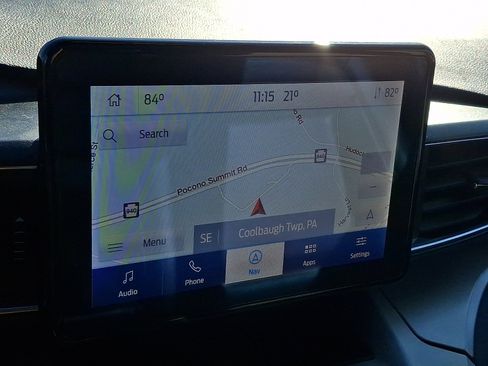 84° 11:15 21° 82°
Search
Pocono Summit Rd
Rd
940
940
SE Coolbaugh Twp, PA
Menu
Audio Phone Nav Apps Settings